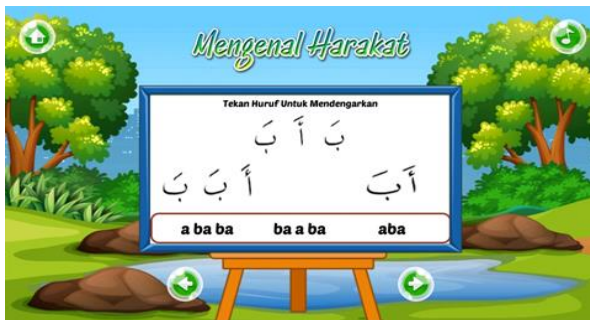 Mengenal Harakat
Tekan Huruf Untuk Mendengarkan
بَ أَ بَ
أَ بَ أَ بَ بَ
a ba ba ba a ba aba